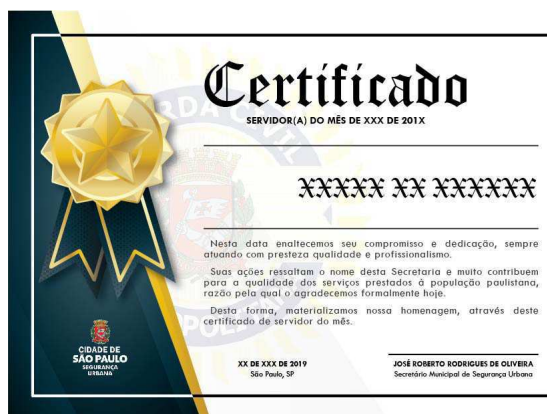 Certificado
SERVIDOR(A) DO MÊS DE XXX DE 201X
XXXXX XX XXXXXX
Nesta data enaltecemos seu compromisso e dedicação, sempre
atuando com presteza qualidade e profissionalismo.
Suas ações ressaltam o nome desta Secretaria e muito contribuem
para a qualidade dos serviços prestados à população paulistana,
razão pela qual o agradecemos formalmente hoje.
Desta forma, materializamos nossa homenagem, através deste
certificado de servidor do mês.
CIDADE DE
SÃO PAULO
SEGURANÇA
URBANA
XX DE XXX DE 2019
São Paulo, SP
JOSÉ ROBERTO RODRIGUES DE OLIVEIRA
Secretário Municipal de Segurança Urbana